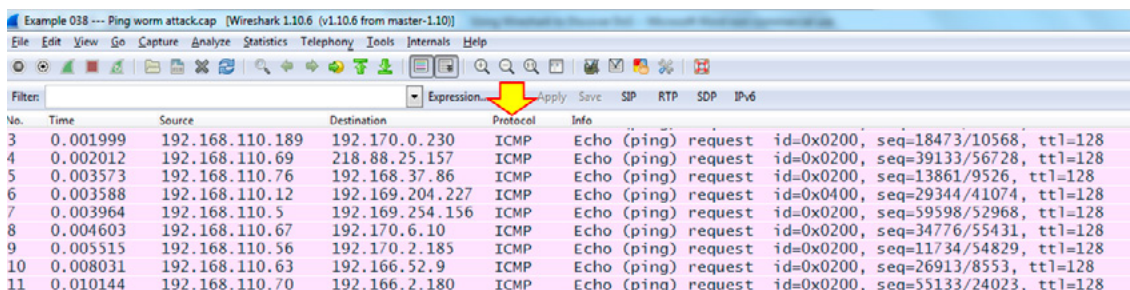 Example 038 --- Ping worm attack.cap [Wireshark 1.10.6 (v1.10.6 from master-1.10)]
File Edit View Go Capture Analyze Statistics Telephony Tools Internals Help
Filter: Expression... Apply Save SIP RTP SDP IPv6
No. Time Source Destination Protocol Info
3 0.001999 192.168.110.189 192.170.0.230 ICMP Echo (ping) request id=0x0200, seq=18473/10568, ttl=128
4 0.002012 192.168.110.69 218.88.25.157 ICMP Echo (ping) request id=0x0200, seq=39133/56728, ttl=128
5 0.003573 192.168.110.76 192.168.37.86 ICMP Echo (ping) request id=0x0200, seq=13861/9526, ttl=128
6 0.003588 192.168.110.12 192.169.204.227 ICMP Echo (ping) request id=0x0400, seq=29344/41074, ttl=128
7 0.003964 192.168.110.5 192.169.254.156 ICMP Echo (ping) request id=0x0200, seq=59598/52968, ttl=128
8 0.004603 192.168.110.67 192.170.6.10 ICMP Echo (ping) request id=0x0200, seq=34776/55431, ttl=128
9 0.005515 192.168.110.56 192.170.2.185 ICMP Echo (ping) request id=0x0200, seq=11734/54829, ttl=128
10 0.008031 192.168.110.63 192.166.52.9 ICMP Echo (ping) request id=0x0200, seq=26913/8553, ttl=128
11 0.010144 192.168.110.70 192.166.2.180 ICMP Echo (ping) request id=0x0200, seq=55133/24023, ttl=128